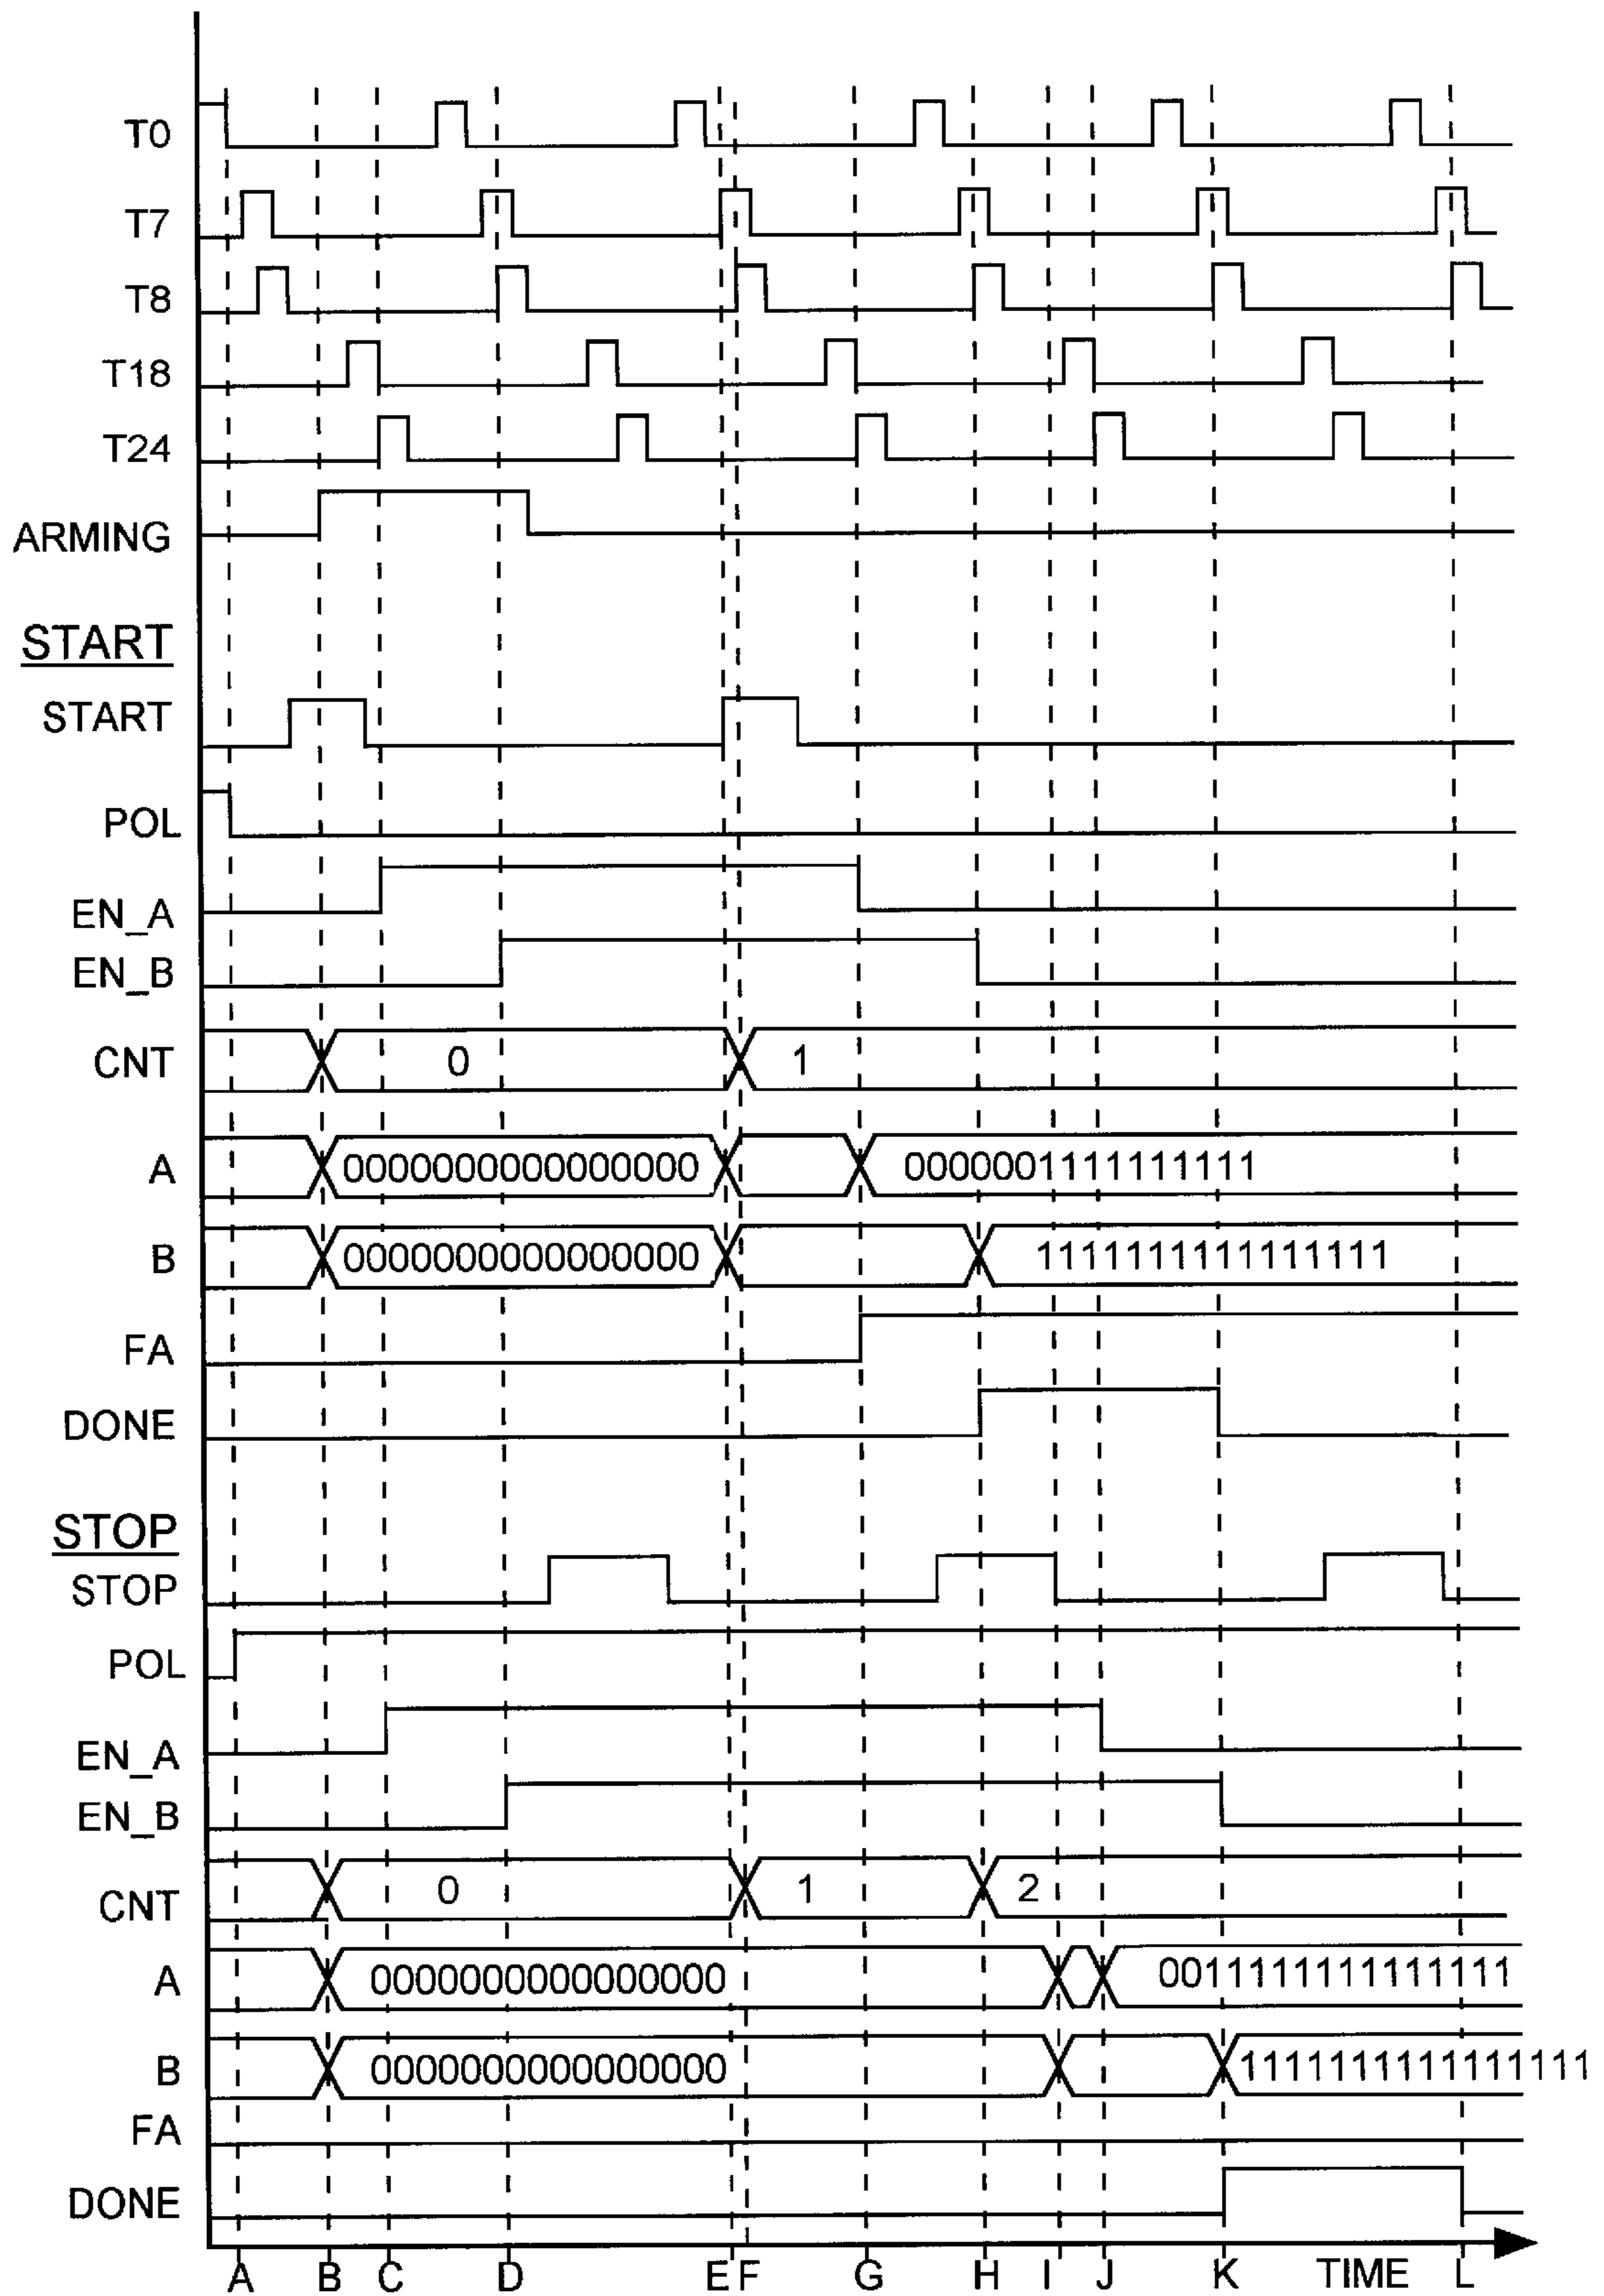 T0
T7
T8
T18
T24
ARMING
START
START
POL
EN_A
EN_B
CNT 0 1
A 0000000000000000 0000001111111111
B 0000000000000000 1111111111111111
FA
DONE
STOP
STOP
POL
EN_A
EN_B
CNT 0 1 2
A 0000000000000000 0011111111111111
B 0000000000000000 1111111111111111
FA
DONE
A B C D E F G H I J K TIME L